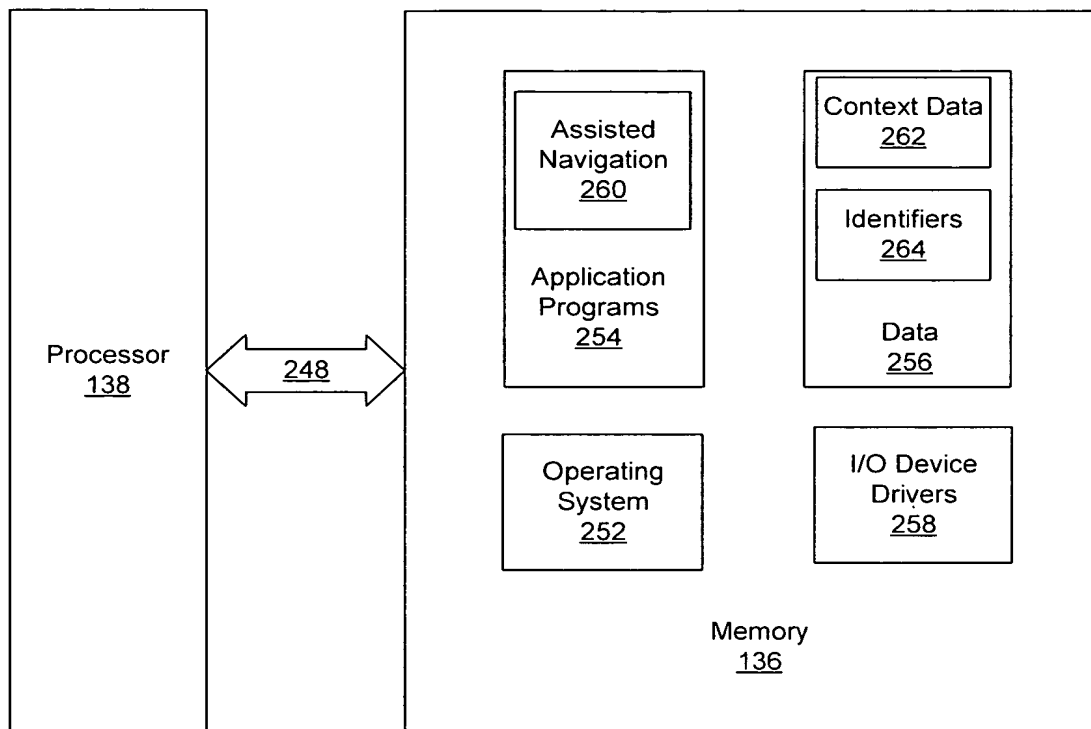 Processor
138
248
Assisted
Navigation
260
Application
Programs
254
Context Data
262
Identifiers
264
Data
256
Operating
System
252
I/O Device
Drivers
258
Memory
136